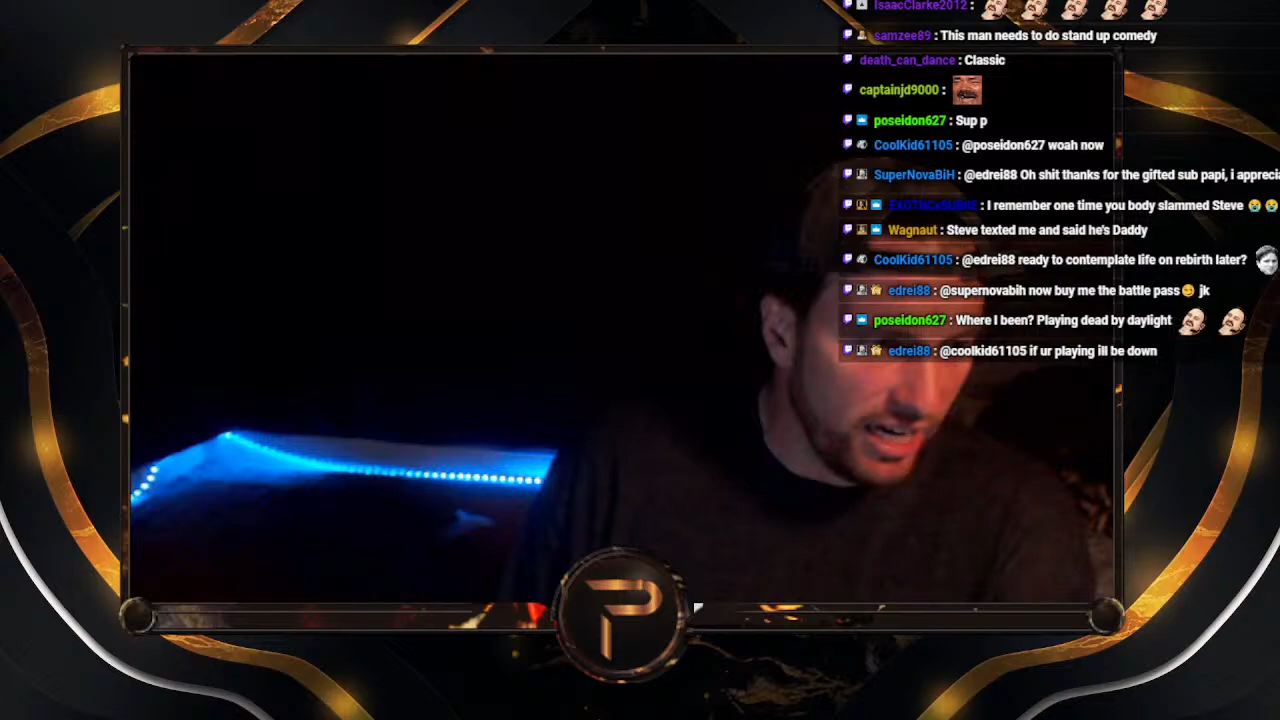 IsaacClarke2012 :
samzee89 : This man needs to do stand up comedy
death_can_dance : Classic
captainjd9000 :
poseidon627 : Sup p
CoolKid61105 : @poseidon627 woah now
SuperNovaBiH : @edrei88 Oh shit thanks for the gifted sub papi, i apprecia
: I remember one time you body slammed Steve 😭 😭
Wagnaut : Steve texted me and said he's Daddy
CoolKid61105 : @edrei88 ready to contemplate life on rebirth later?
edrei88 : @supernovabih now buy me the battle pass😏 jk
poseidon627 : Where I been? Playing dead by daylight
edrei88 : @coolkid61105 if ur playing ill be down
P